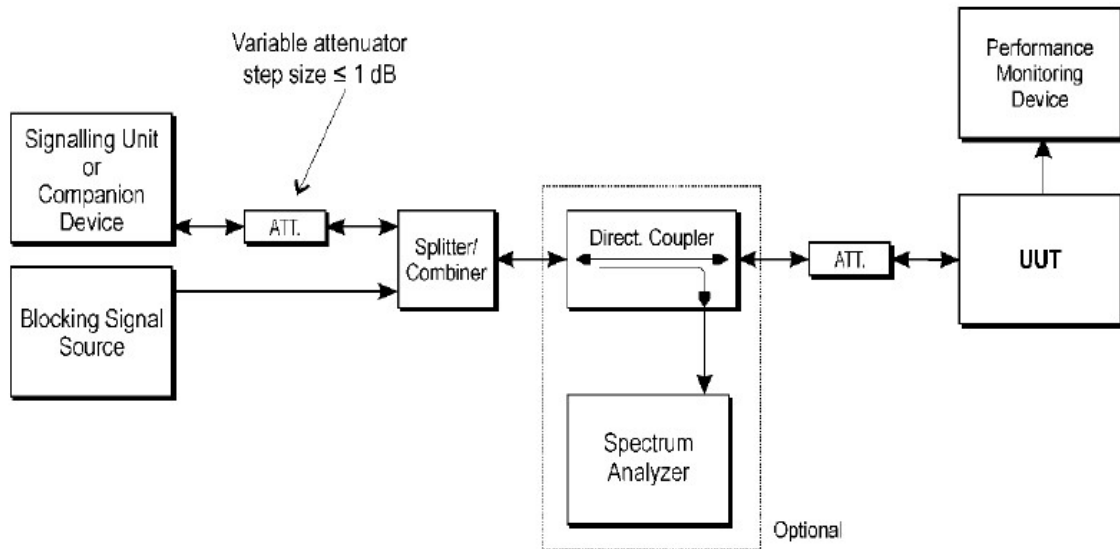 Variable attenuator
step size ≤ 1 dB
Performance
Monitoring
Device
Signalling Unit
or
Companion
Device
ATT.
Splitter/
Combiner
Direct. Coupler
ATT.
UUT
Blocking Signal
Source
Spectrum
Analyzer
Optional